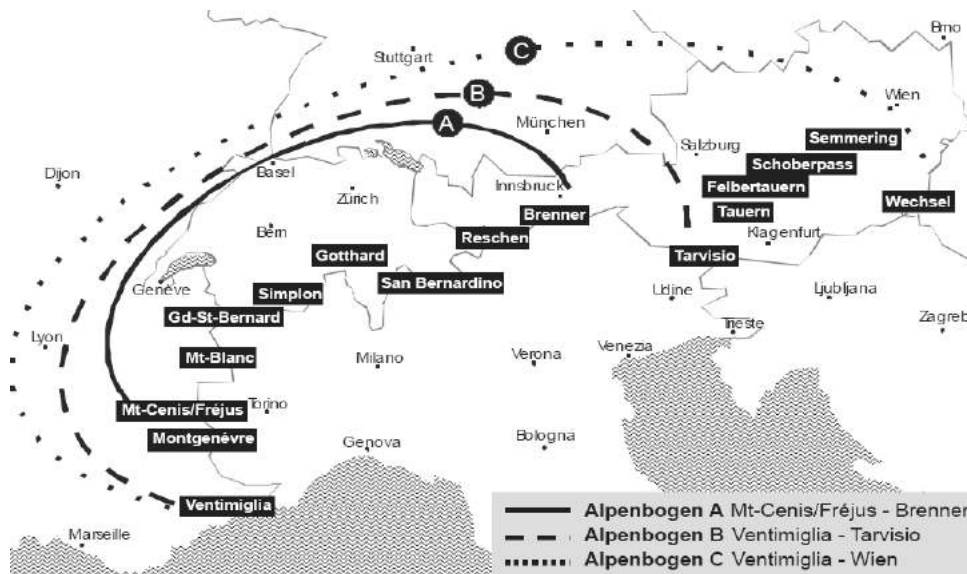 Brno
C
Stuttgart
B
Wien
A
München
Semmering
Salzburg
Schoberpass
Dijon
Basel
Zürich
Innsbruck
Felbertauern
Brenner
Tauern
Wechsel
Bern
Reschen
Klagenfurt
Gotthard
Tarvisio
San Bernardino
Genève
Simplon
Udine
Ljubljana
Gd-St-Bernard
Trieste
Zagreb
Lyon
Mt-Blanc
Milano
Verona
Venezia
Mt-Cenis/Fréjus
Torino
Montgenèvre
Genova
Bologna
Ventimiglia
Marseille
Alpenbogen A Mt-Cenis/Fréjus - Brenner
Alpenbogen B Ventimiglia - Tarvisio
Alpenbogen C Ventimiglia - Wien